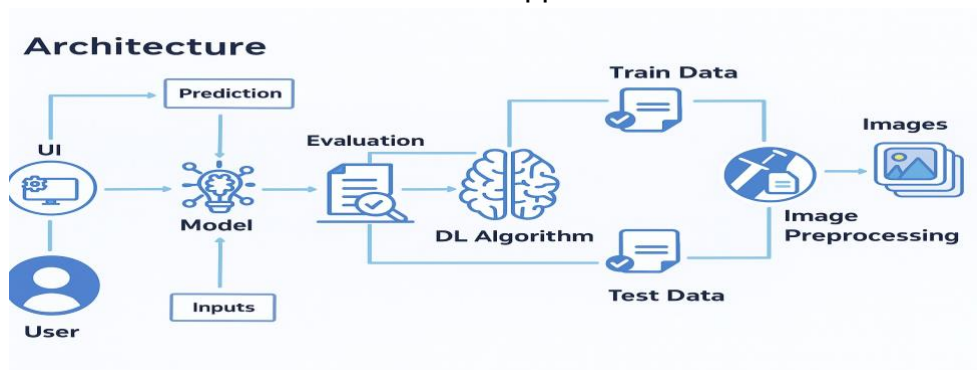 Architecture
Prediction
Train Data
UI
Evaluation
Images
Model
DL Algorithm
Image
Preprocessing
Inputs
Test Data
User